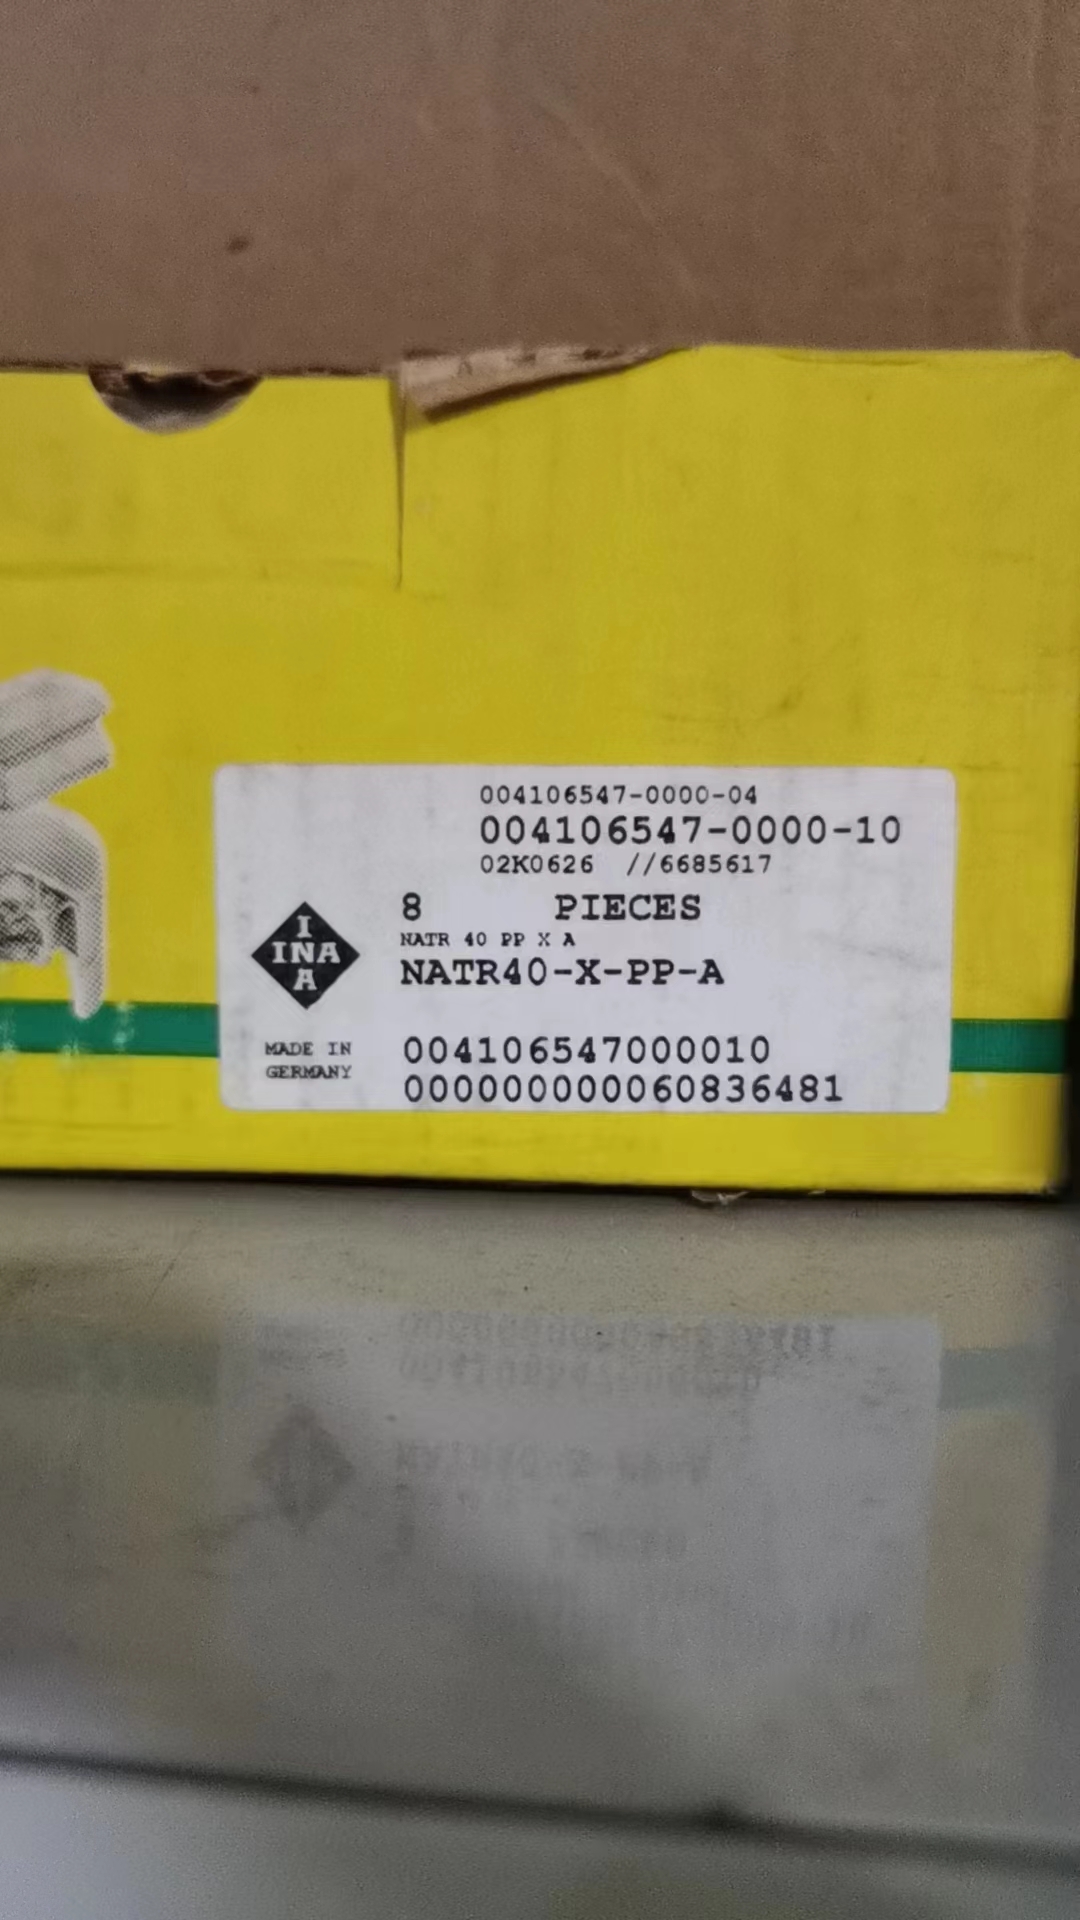 004106547-0000-04
004106547-0000-10
02K0626 //6685617
8 PIECES
NATR 40 PP X A
NATR40-X-PP-A
I
INA
A
MADE IN
GERMANY
004106547000010
000000000060836481